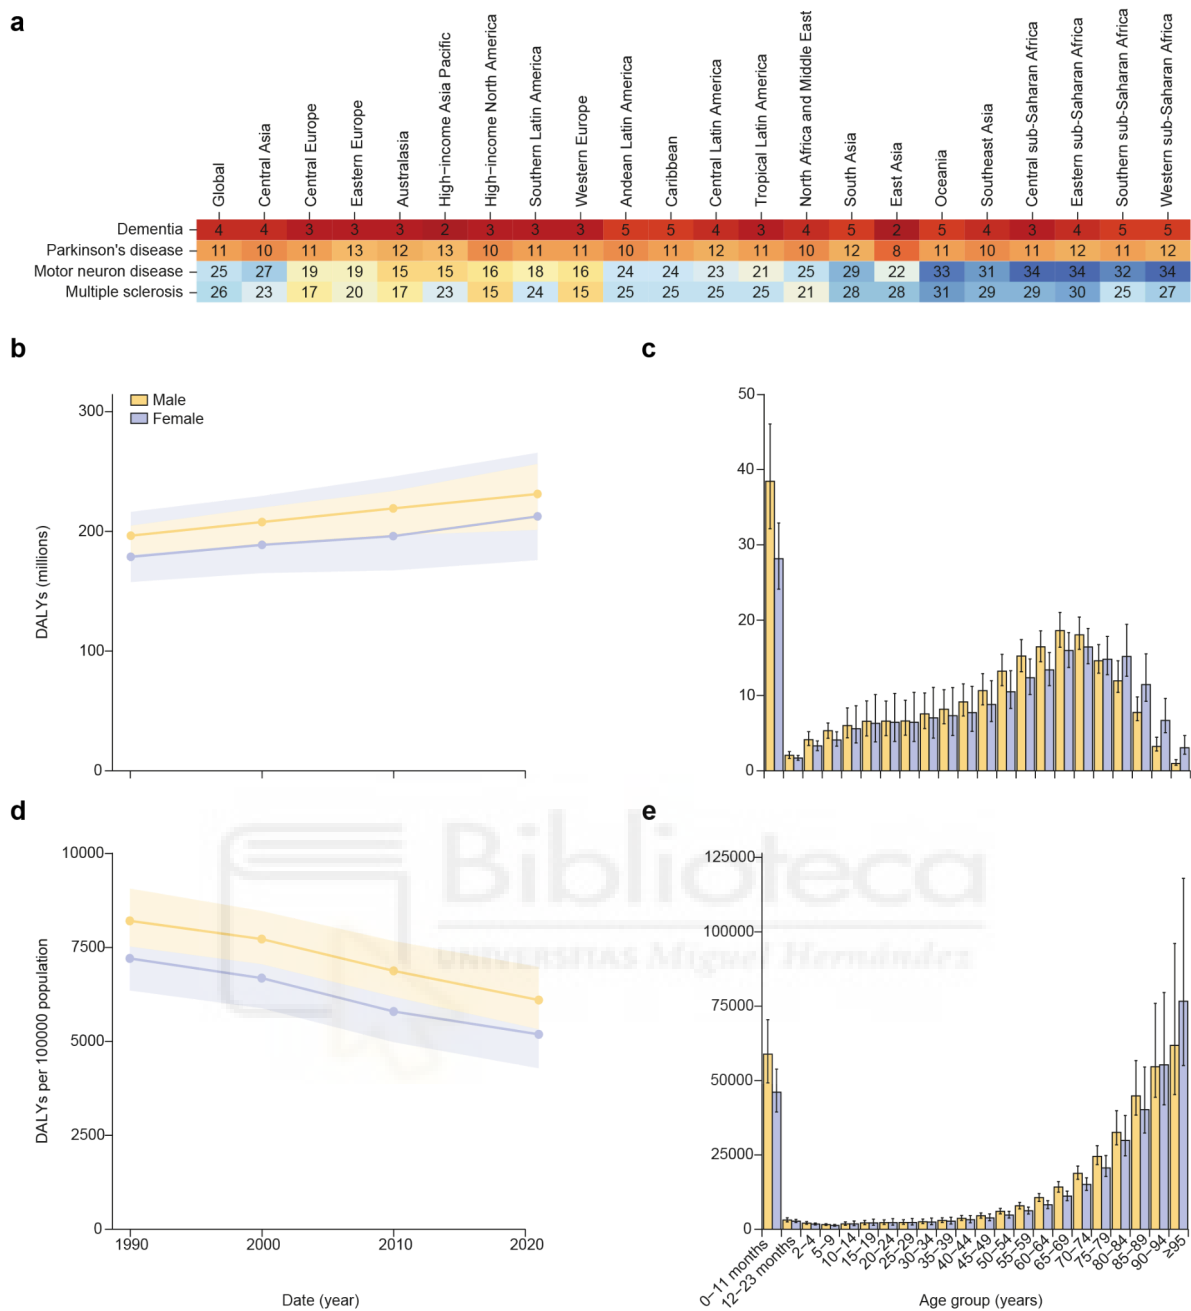 a
Global
Central Asia
Central Europe
Eastern Europe
Australasia
High-income Asia Pacific
High-income North America
Southern Latin America
Western Europe
Andean Latin America
Caribbean
Central Latin America
Tropical Latin America
North Africa and Middle East
South Asia
East Asia
Oceania
Southeast Asia
Central sub-Saharan Africa
Eastern sub-Saharan Africa
Southern sub-Saharan Africa
Western sub-Saharan Africa
Dementia 4 4 3 3 3 2 3 3 3 5 5 4 3 4 5 2 5 4 3 4 5 5
Parkinson's disease 11 10 11 13 12 13 10 11 11 10 11 12 11 10 12 8 11 10 11 12 11 12
Motor neuron disease 25 27 19 19 15 15 16 18 16 24 24 23 21 25 29 22 33 31 34 34 32 34
Multiple sclerosis 26 23 17 20 17 23 15 24 15 25 25 25 25 21 28 28 31 29 29 30 25 27
b
Male
Female
DALYs (millions)
300
200
100
0
c
50
40
30
20
10
0
d
DALYs per 100000 population
10000
7500
5000
2500
0
1990 2000 2010 2020
Date (year)
e
125000
100000
75000
50000
25000
0
0–11 months
12–23 months
2–4
5–9
10–14
15–19
20–24
25–29
30–34
35–39
40–44
45–49
50–54
55–59
60–64
65–69
70–74
75–79
80–84
85–89
90–94
≥95
Age group (years)
Biblioteca
UNIVERSITAS Miguel Hernández